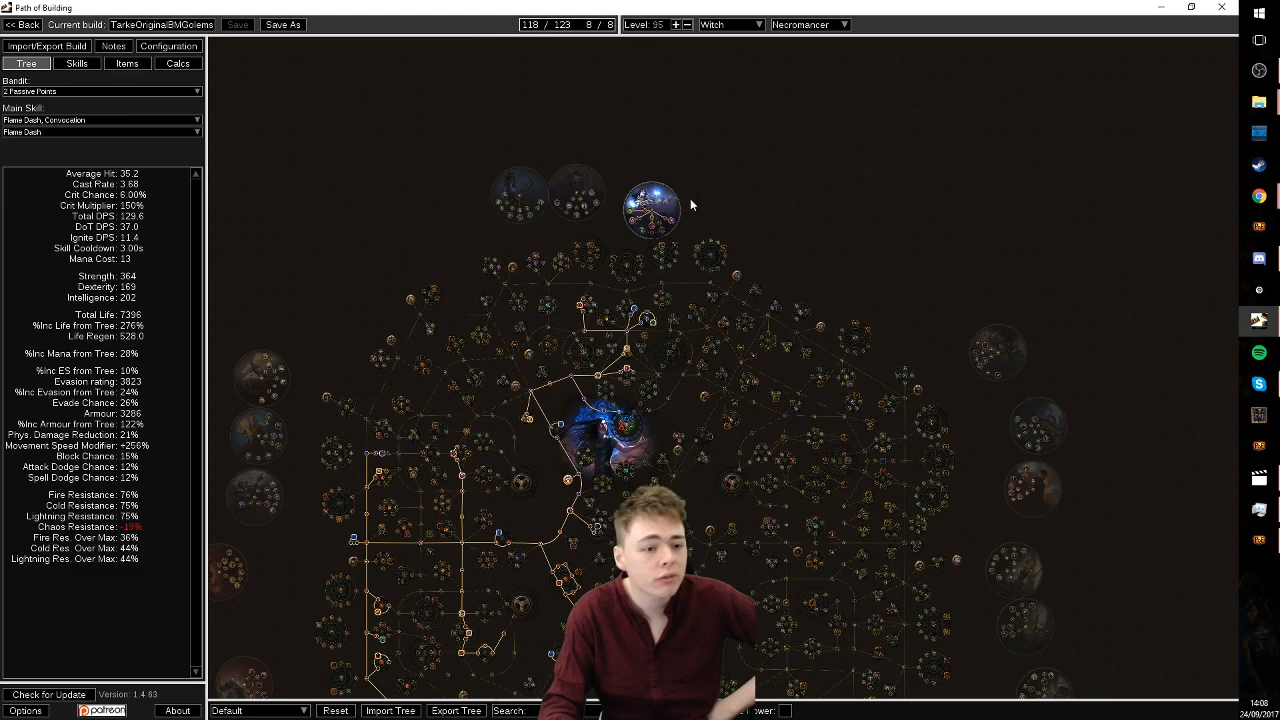 Path of Building
<< Back Current build: TarkeOriginalBMGolems Save Save As 118 / 123 8 / 8 Level: 95 + - Witch Necromancer
Import/Export Build Notes Configuration
Tree Skills Items Calcs
Bandit:
2 Passive Points
Main Skill:
Flame Dash, Convocation
Flame Dash
Average Hit: 35.2
Cast Rate: 3.68
Crit Chance: 6.00%
Crit Multiplier: 150%
Total DPS: 129.6
DoT DPS: 37.0
Ignite DPS: 11.4
Skill Cooldown: 3.00s
Mana Cost: 13
Strength: 364
Dexterity: 169
Intelligence: 202
Total Life: 7396
%Inc Life from Tree: 276%
Life Regen: 528.0
%Inc Mana from Tree: 28%
%Inc ES from Tree: 10%
Evasion rating: 3823
%Inc Evasion from Tree: 24%
Evade Chance: 26%
Armour: 3286
%Inc Armour from Tree: 122%
Phys. Damage Reduction: 21%
Movement Speed Modifier: +256%
Block Chance: 15%
Attack Dodge Chance: 12%
Spell Dodge Chance: 12%
Fire Resistance: 76%
Cold Resistance: 75%
Lightning Resistance: 75%
Chaos Resistance: -19%
Fire Res. Over Max: 36%
Cold Res. Over Max: 44%
Lightning Res. Over Max: 44%
Check for Update Version: 1.4.63
Options patreon About
Default Reset Import Tree Export Tree Search:
14:08
24/09/2017